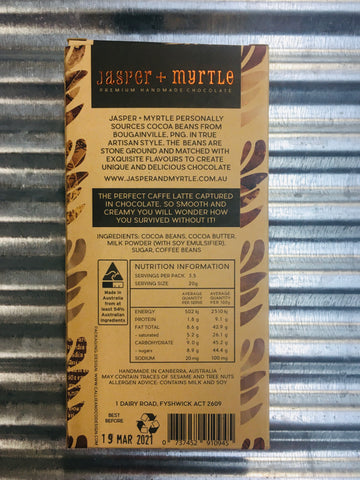 Jasper + myrtle
PREMIUM HANDMADE CHOCOLATE
JASPER + MYRTLE PERSONALLY
SOURCES COCOA BEANS FROM
BOUGAINVILLE, PNG. IN TRUE
ARTISAN STYLE, THE BEANS ARE
STONE GROUND AND MATCHED WITH
EXQUISITE FLAVOURS TO CREATE
UNIQUE AND DELICIOUS CHOCOLATE
WWW.JASPERANDMYRTLE.COM.AU
THE PERFECT CAFFE LATTE CAPTURED
IN CHOCOLATE. SO SMOOTH AND
CREAMY YOU WILL WONDER HOW
YOU SURVIVED WITHOUT IT!
INGREDIENTS: COCOA BEANS, COCOA BUTTER,
MILK POWDER (WITH SOY EMULSIFIER),
SUGAR, COFFEE BEANS
Made in
Australia
from at
least 54%
Australian
ingredients
NUTRITION INFORMATION
SERVINGS PER PACK 3.5
SERVING SIZE 20g
AVERAGE QUANTITY PER SERVE AVERAGE QUANTITY PER 100g
ENERGY 502 kj 2510 kj
PROTEIN 1.8 g 9.1 g
FAT TOTAL 8.6 g 42.9 g
- saturated 5.2 g 26.1 g
CARBOHYDRATE 9.0 g 45.2 g
- sugars 8.9 g 44.4 g
SODIUM 20 mg 100 mg
HANDMADE IN CANBERRA, AUSTRALIA
MAY CONTAIN TRACES OF SESAME AND TREE NUTS
ALLERGEN ADVICE: CONTAINS MILK AND SOY
1 DAIRY ROAD, FYSHWICK ACT 2609
BEST
BEFORE
19 MAR 2021
0 737452 910945